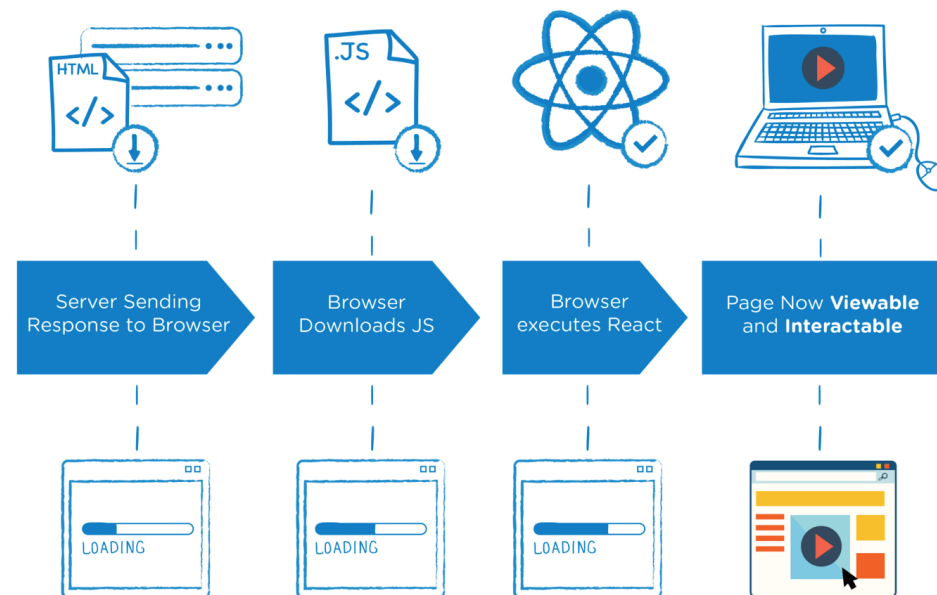 HTML
</>
.JS
</>
Server Sending
Response to Browser
Browser
Downloads JS
Browser
executes React
Page Now Viewable
and Interactable
LOADING
LOADING
LOADING